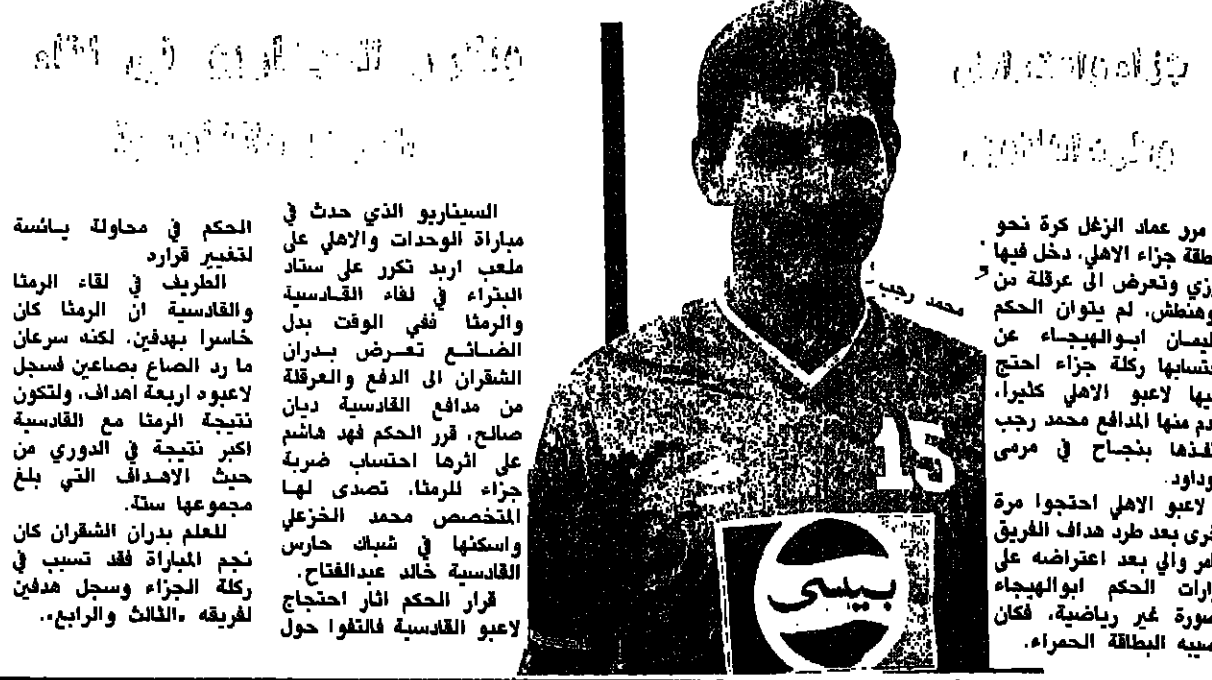 مرر عماد الزغل كرة نحو
طقة جزاء الاهلي، دخل فيها
وزي وتعرض الى عرقلة من
وهنطش، لم يتوان الحكم
ليمان ابوالهيجاء عن
حتسابها ركلة جزاء احتج
يها لاعبو الاهلي كثيرا،
دم منها المدافع محمد رجب
نفذها بنجاح في مرمى
وداود.
لاعبو الاهلي احتجوا مرة
خرى بعد طرد هداف الفريق
امر والي بعد اعتراضه على
رارات الحكم ابوالهيجاء
صورة غير رياضية، فكان
صيبه البطاقة الحمراء.
محمد رجب
15
بيبسي
السيناريو الذي حدث في
مباراة الوحدات والاهلي على
ملعب اربد تكرر على ستاد
البتراء في لقاء القادسية
والرمثا ففي الوقت بدل
الضائع تعرض بدران
الشقران الى الدفع والعرقلة
من مدافع القادسية ديان
صالح، قرر الحكم فهد هاشم
على اثرها احتساب ضربة
جزاء للرمثا، تصدى لها
المتخصص محمد الخزعلي
واسكنها في شباك حارس
القادسية خالد عبدالفتاح.
قرار الحكم اثار احتجاج
لاعبو القادسية فالتفوا حول
الحكم في محاولة يائسة
لتغيير قراره
الطريف في لقاء الرمثا
والقادسية ان الرمثا كان
خاسرا بهدفين، لكنه سرعان
ما رد الصاع بصاعين فسجل
لاعبوه اربعة اهداف، ولتكون
نتيجة الرمثا مع القادسية
اكبر نتيجة في الدوري من
حيث الاهداف التي بلغ
مجموعها ستة.
للعلم بدران الشقران كان
نجم المباراة فقد تسبب في
ركلة الجزاء وسجل هدفين
لفريقه «الثالث والرابع».